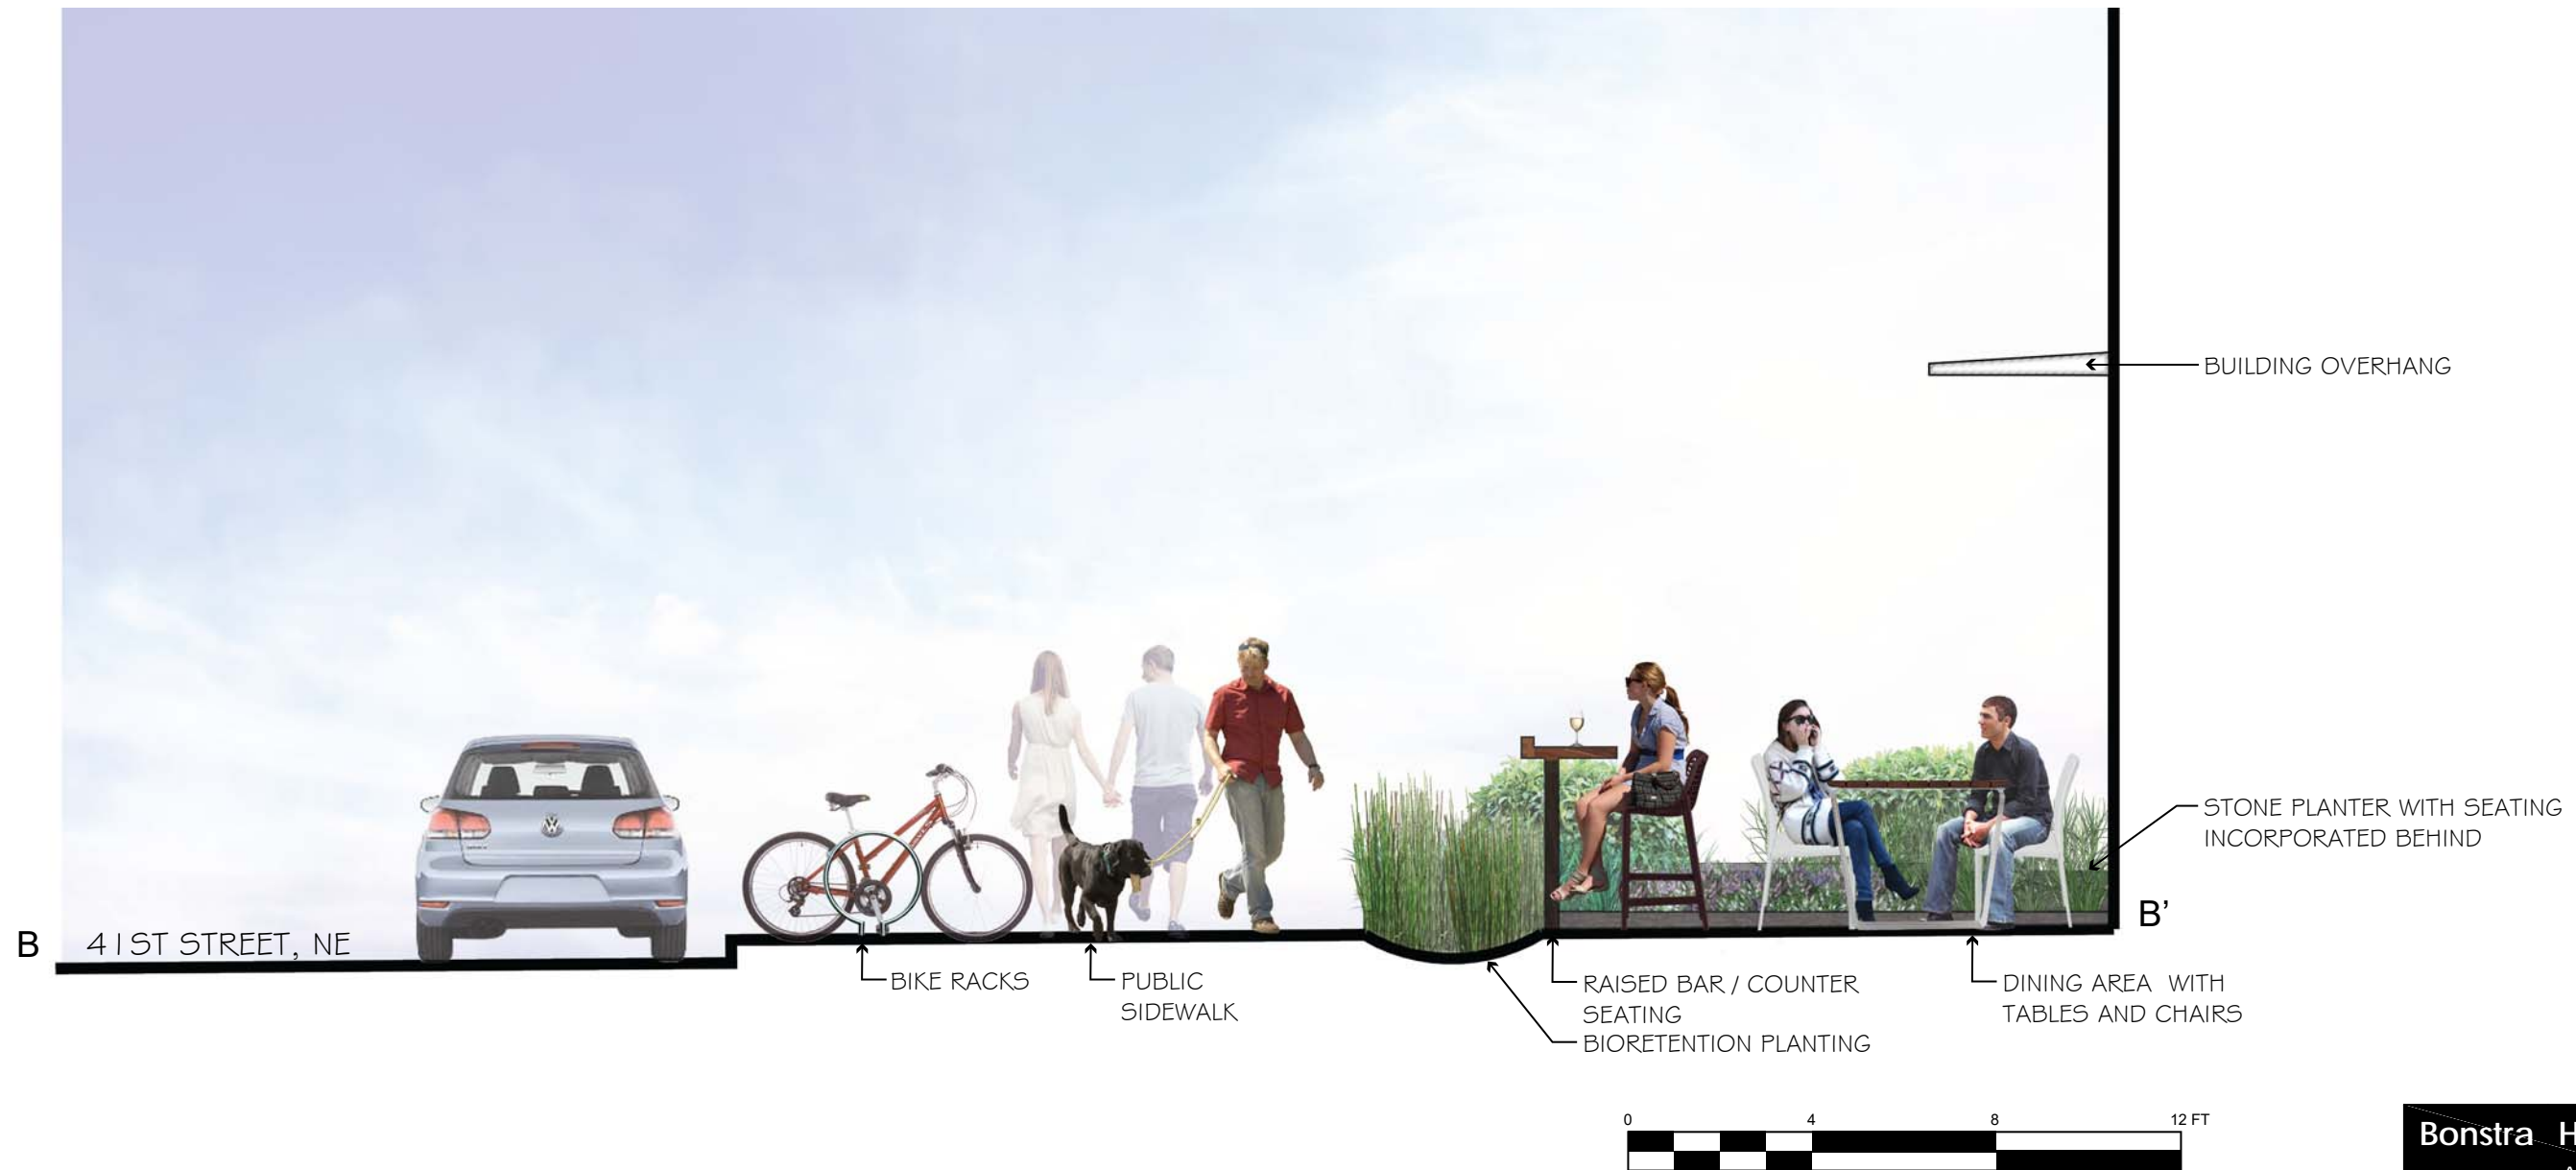 BUILDING OVERHANG
STONE PLANTER WITH SEATING
INCORPORATED BEHIND
B
41ST STREET, NE
B’
BIKE RACKS
PUBLIC
SIDEWALK
RAISED BAR / COUNTER
SEATING
BIORETENTION PLANTING
DINING AREA WITH
TABLES AND CHAIRS
0 4 8 12 FT
Bonstra H